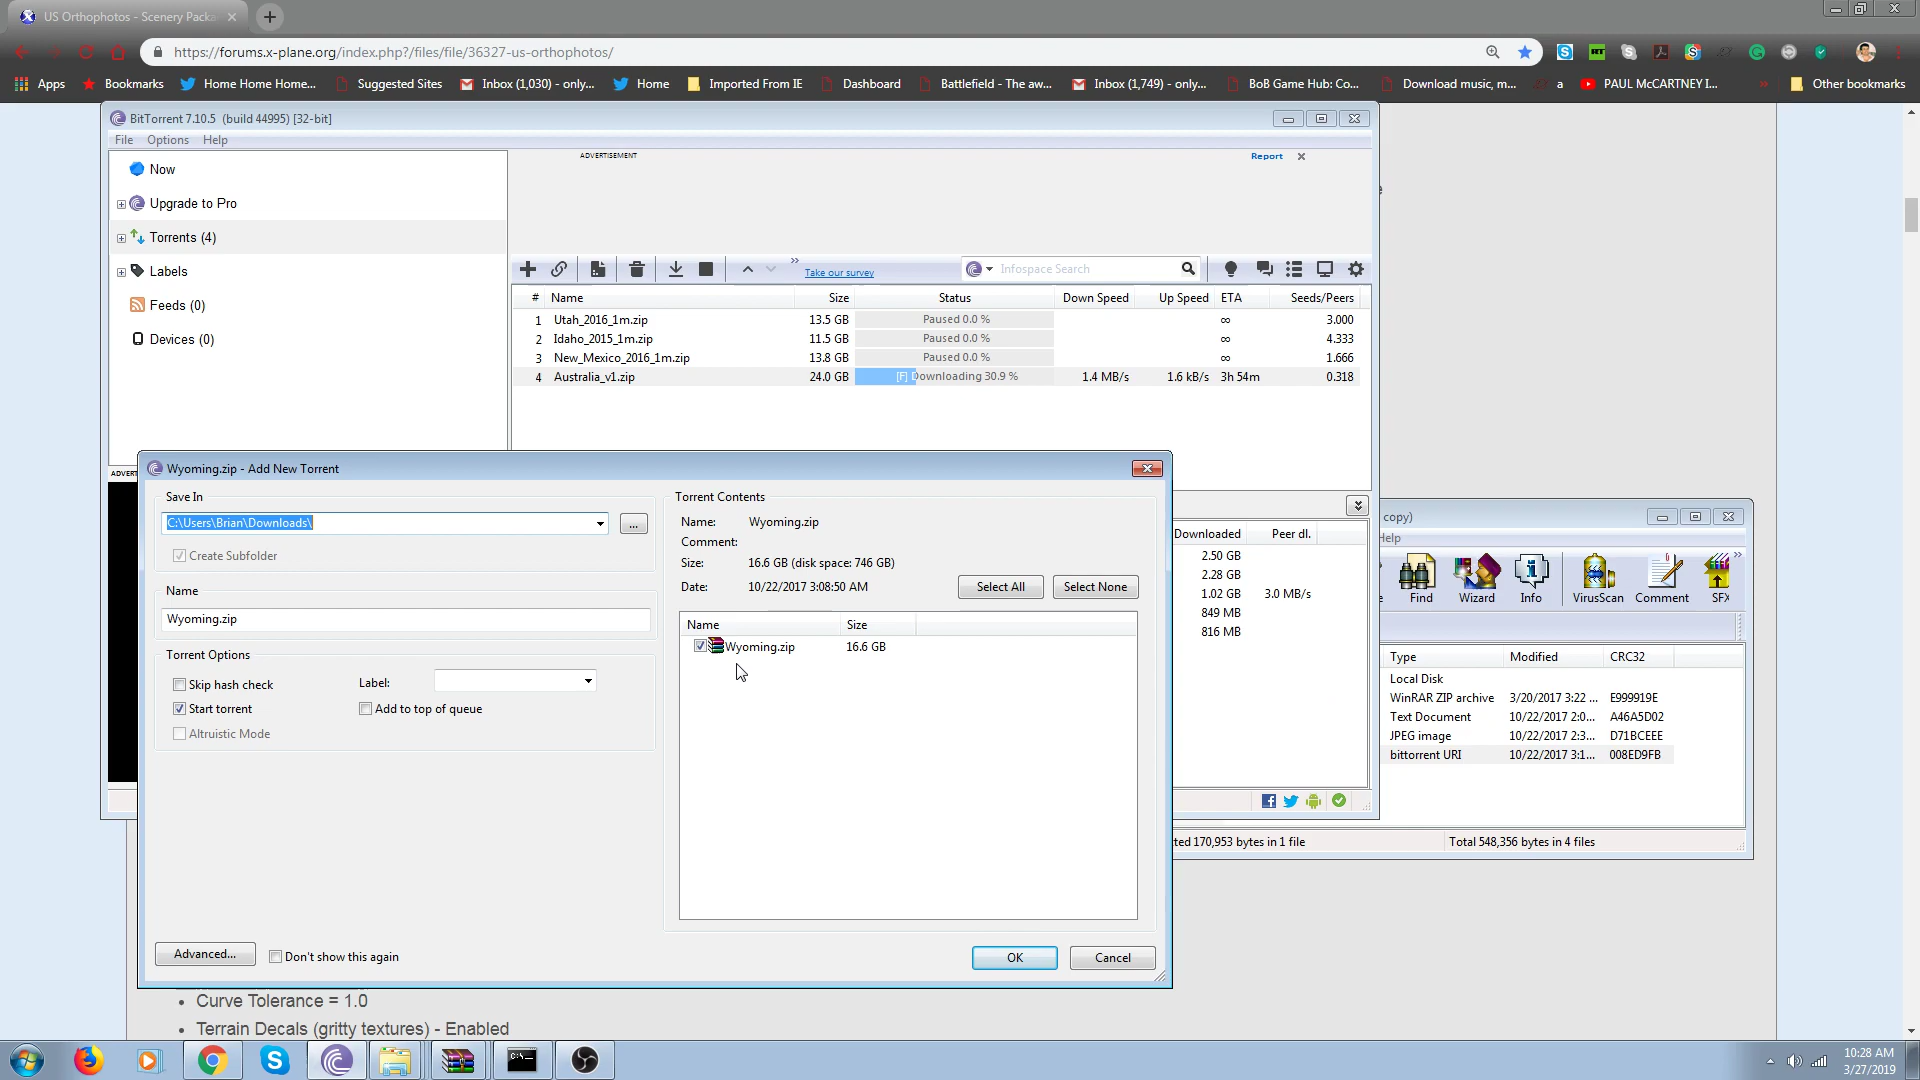 US Orthophotos - Scenery Packa
https://forums.x-plane.org/index.php?/files/file/36327-us-orthophotos/
Apps
Bookmarks
Home Home Home...
Suggested Sites
Inbox (1,030) - only...
Home
Imported From IE
Dashboard
Battlefield - The aw...
Inbox (1,749) - only...
BoB Game Hub: Co...
Download music, m...
a
PAUL McCARTNEY I...
Other bookmarks
BitTorrent 7.10.5 (build 44995) [32-bit]
File Options Help
Now
Upgrade to Pro
Torrents (4)
Labels
Feeds (0)
Devices (0)
ADVERTISEMENT
Report
Take our survey
Infospace Search
# Name Size Status Down Speed Up Speed ETA Seeds/Peers
1 Utah_2016_1m.zip 13.5 GB Paused 0.0 % ∞ 3.000
2 Idaho_2015_1m.zip 11.5 GB Paused 0.0 % ∞ 4.333
3 New_Mexico_2016_1m.zip 13.8 GB Paused 0.0 % ∞ 1.666
4 Australia_v1.zip 24.0 GB [F] Downloading 30.9 % 1.4 MB/s 1.6 kB/s 3h 54m 0.318
ADVERT
Wyoming.zip - Add New Torrent
Save In
C:\Users\Brian\Downloads\
...
Create Subfolder
Name
Wyoming.zip
Torrent Options
Skip hash check
Label:
Start torrent
Add to top of queue
Altruistic Mode
Advanced...
Don't show this again
Torrent Contents
Name: Wyoming.zip
Comment:
Size: 16.6 GB (disk space: 746 GB)
Date: 10/22/2017 3:08:50 AM
Select All
Select None
Name Size
Wyoming.zip 16.6 GB
OK
Cancel
Downloaded Peer dl.
2.50 GB
2.28 GB
1.02 GB 3.0 MB/s
849 MB
816 MB
copy)
Help
Find Wizard Info VirusScan Comment SFX
Type Modified CRC32
Local Disk
WinRAR ZIP archive 3/20/2017 3:22 ... E999919E
Text Document 10/22/2017 2:0... A46A5D02
JPEG image 10/22/2017 2:3... D71BCEEE
bittorrent URI 10/22/2017 3:1... 008ED9FB
ted 170,953 bytes in 1 file
Total 548,356 bytes in 4 files
Curve Tolerance = 1.0
Terrain Decals (gritty textures) - Enabled
10:28 AM
3/27/2019